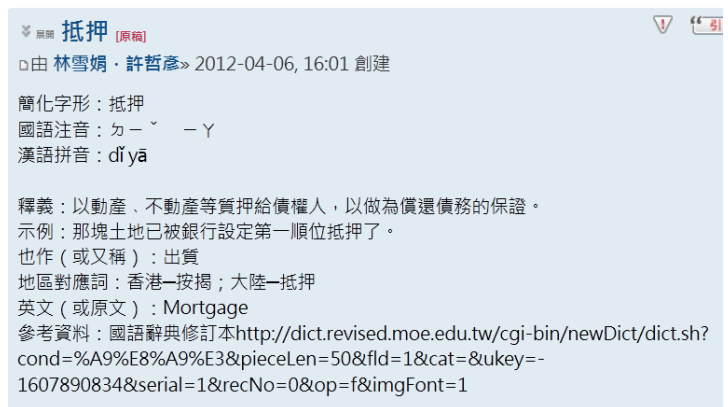 展開 抵押 [原稿]
由 林雪娟．許哲彥» 2012-04-06, 16:01 創建
簡化字形：抵押
國語注音：ㄉㄧˇ ㄧㄚ
漢語拼音：dǐ yā
釋義：以動產、不動產等質押給債權人，以做為償還債務的保證。
示例：那塊土地已被銀行設定第一順位抵押了。
也作（或又稱）：出質
地區對應詞：香港─按揭；大陸─抵押
英文（或原文）：Mortgage
參考資料：國語辭典修訂本http://dict.revised.moe.edu.tw/cgi-bin/newDict/dict.sh?
cond=%A9%E8%A9%E3&pieceLen=50&fld=1&cat=&ukey=-
1607890834&serial=1&recNo=0&op=f&imgFont=1